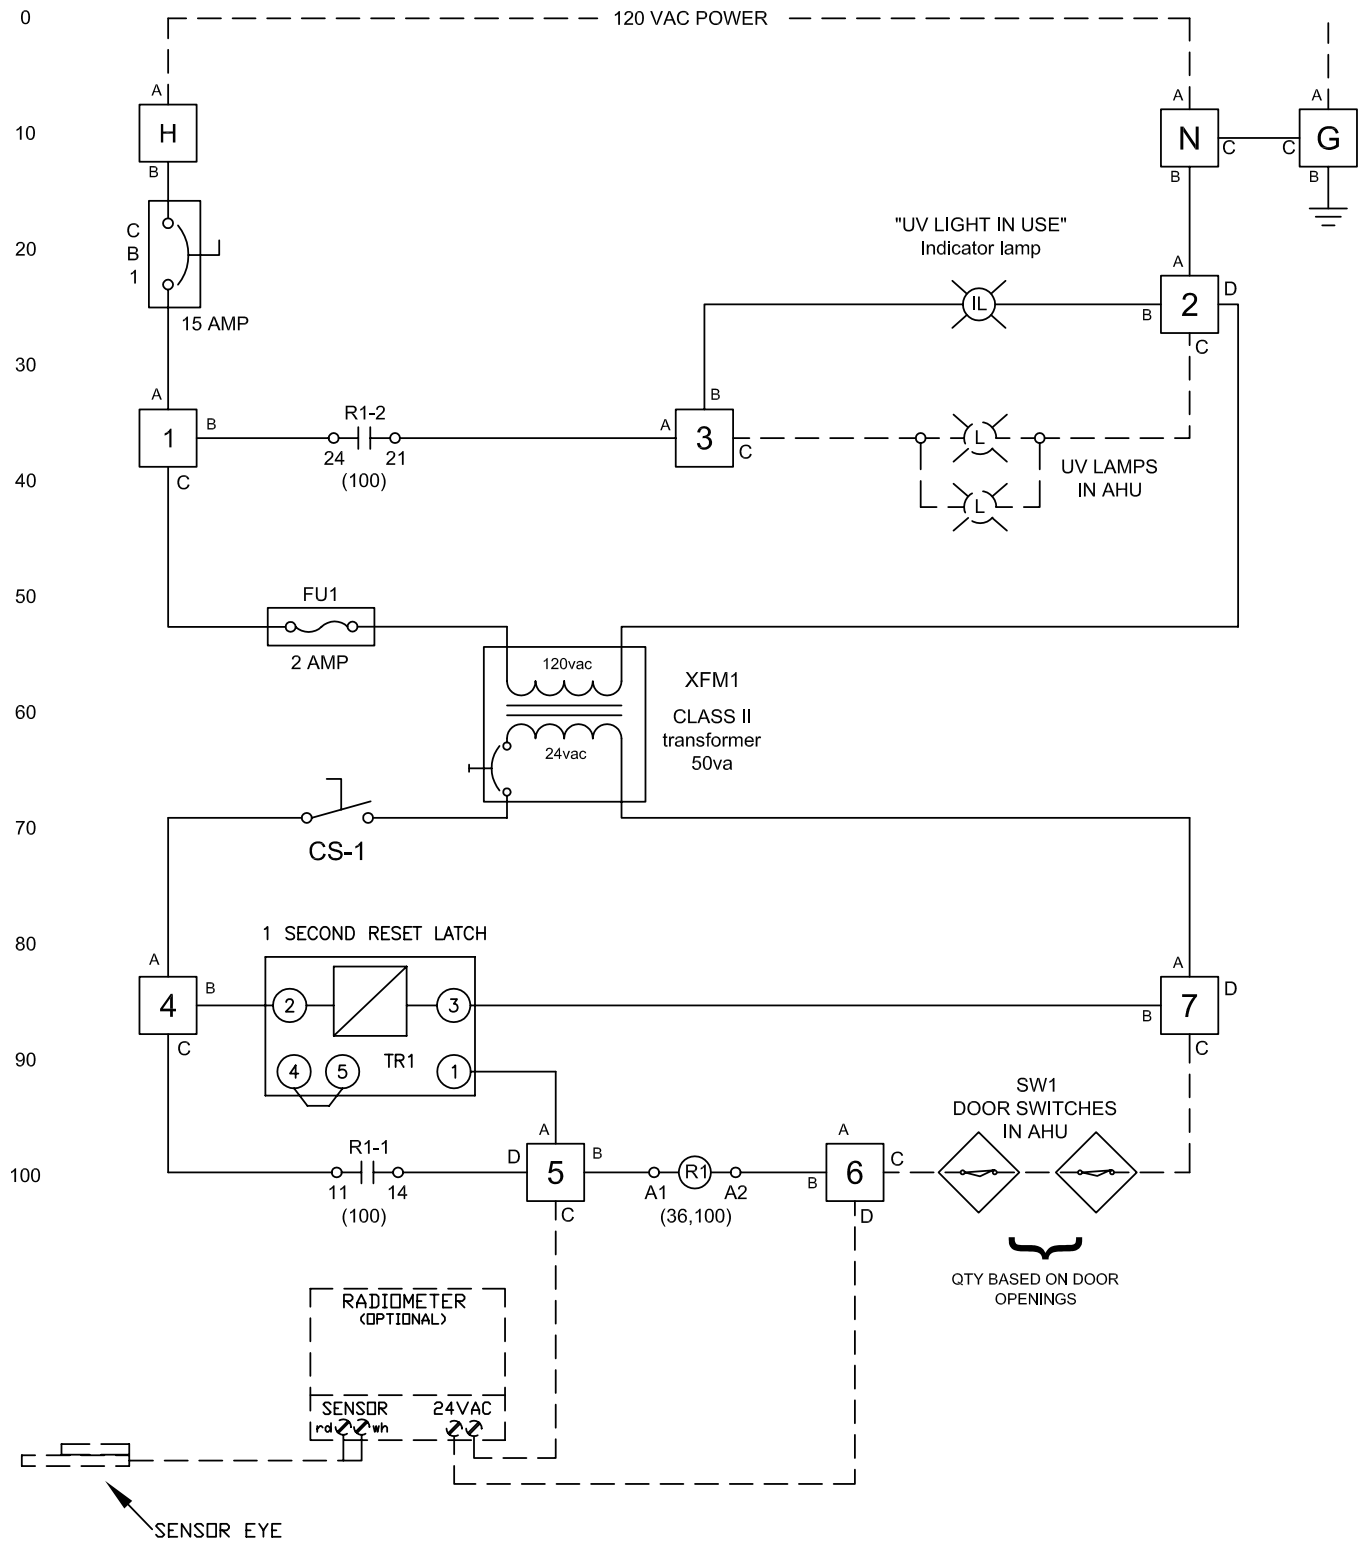 0
120 VAC POWER
A
A
A
10
H
N
C
C
G
B
B
B
C
B
1
20
"UV LIGHT IN USE"
Indicator lamp
A
D
IL
B
2
15 AMP
C
30
A
B
R1-2
1
B
A
3
L
24
21
C
UV LAMPS
IN AHU
40
C
(100)
L
50
FU1
2 AMP
120vac
XFM1
60
CLASS II
transformer
50va
24vac
70
CS-1
80
1 SECOND RESET LATCH
A
A
4
B
2
3
B
7
D
C
C
90
4
5
TR1
1
SW1
DOOR SWITCHES
IN AHU
A
A
100
R1-1
D
5
B
R1
B
6
C
11
14
A1
A2
(100)
C
(36,100)
D
QTY BASED ON DOOR
OPENINGS
RADIOMETER
(OPTIONAL)
SENSOR
24VAC
rd
wh
SENSOR EYE